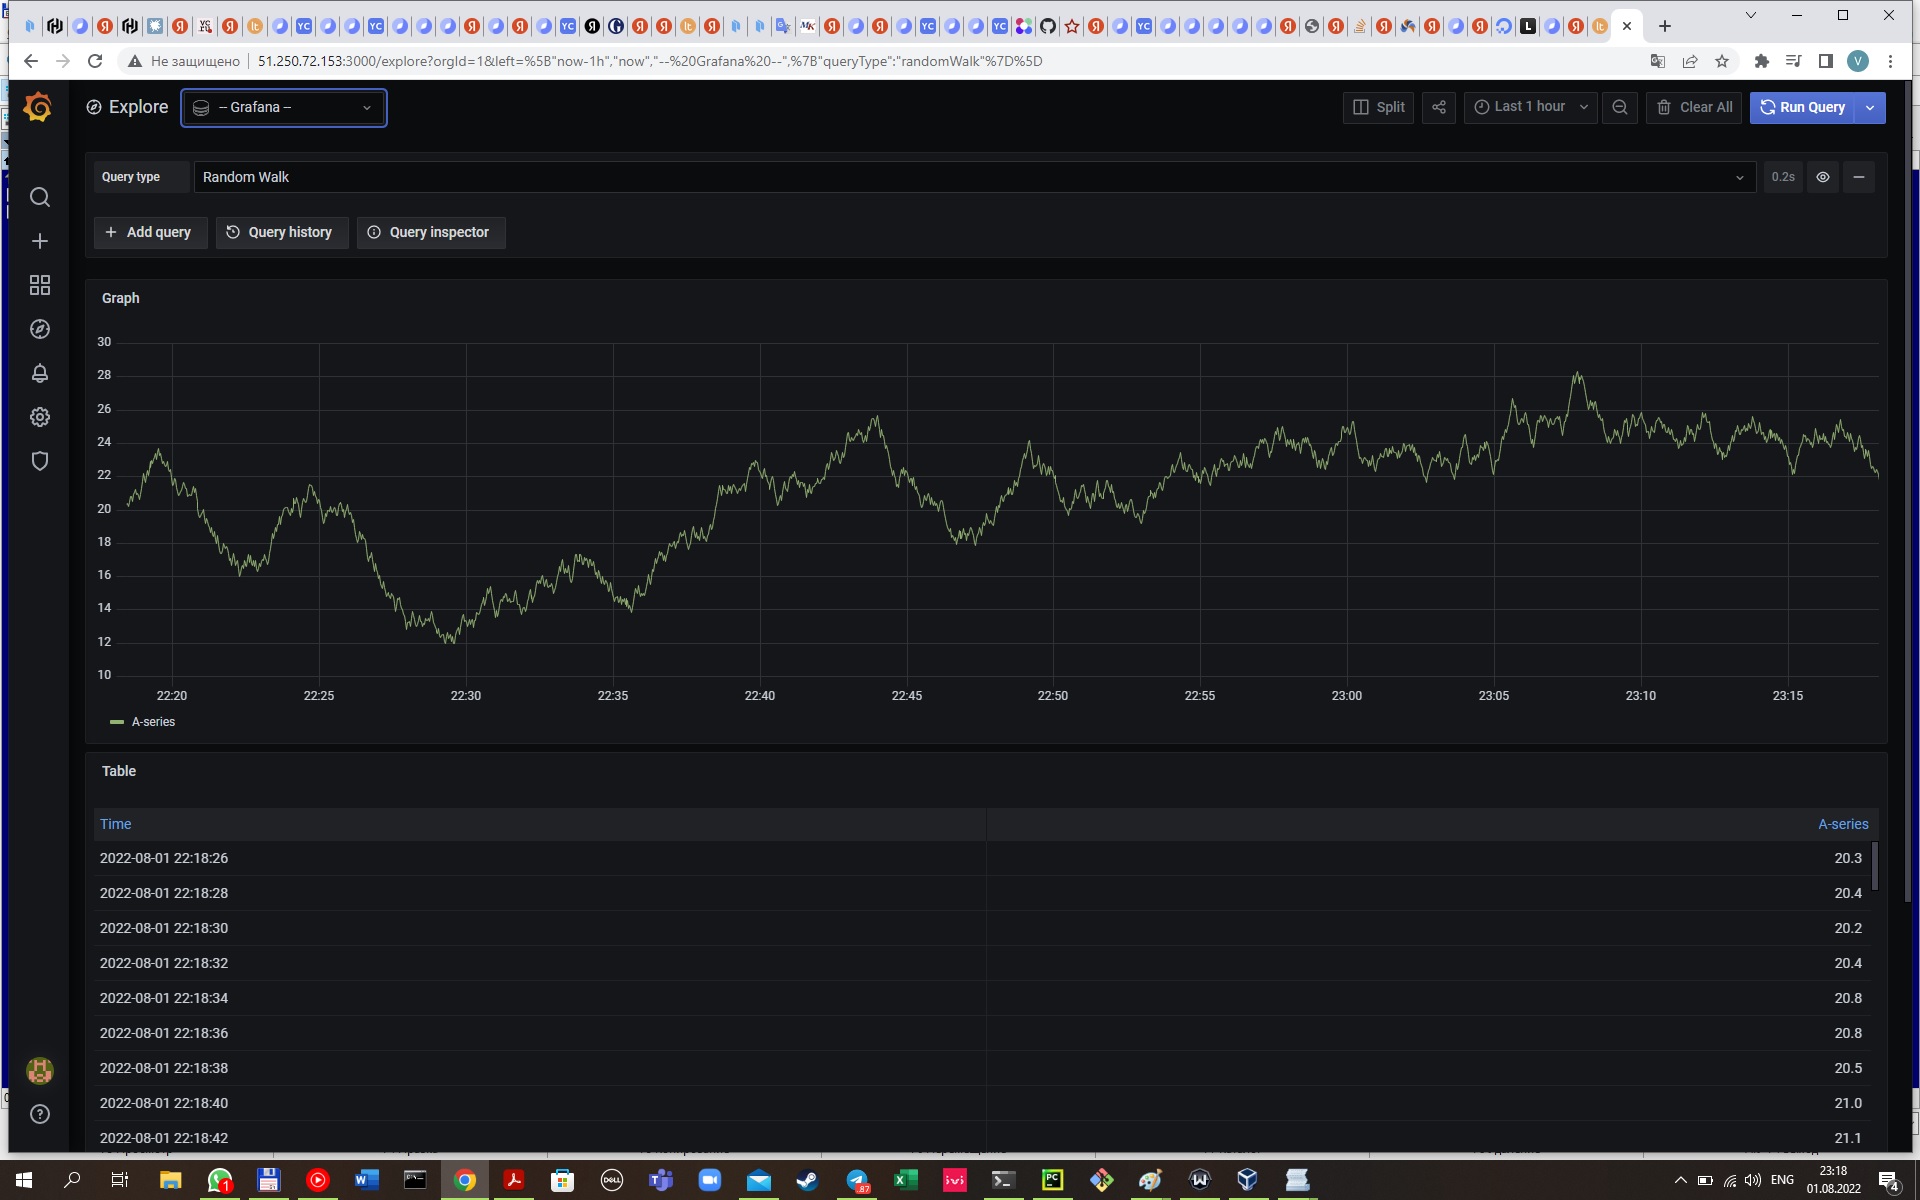 Не защищено
51.250.72.153:3000/explore?orgId=1&left=%5B"now-1h","now","--%20Grafana%20--",%7B"queryType":"randomWalk"%7D%5D
Explore
-- Grafana --
Split
Last 1 hour
Clear All
Run Query
Query type
Random Walk
0.2s
Add query
Query history
Query inspector
Graph
30
28
26
24
22
20
18
16
14
12
10
22:20 22:25 22:30 22:35 22:40 22:45 22:50 22:55 23:00 23:05 23:10 23:15
A-series
Table
Time A-series
2022-08-01 22:18:26 20.3
2022-08-01 22:18:28 20.4
2022-08-01 22:18:30 20.2
2022-08-01 22:18:32 20.4
2022-08-01 22:18:34 20.8
2022-08-01 22:18:36 20.8
2022-08-01 22:18:38 20.5
2022-08-01 22:18:40 21.0
2022-08-01 22:18:42 21.1
ENG
23:18
01.08.2022
4